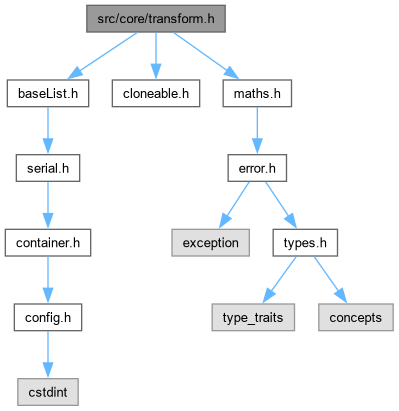 src/core/transform.h
baseList.h
cloneable.h
maths.h
serial.h
error.h
container.h
exception
types.h
config.h
type_traits
concepts
cstdint